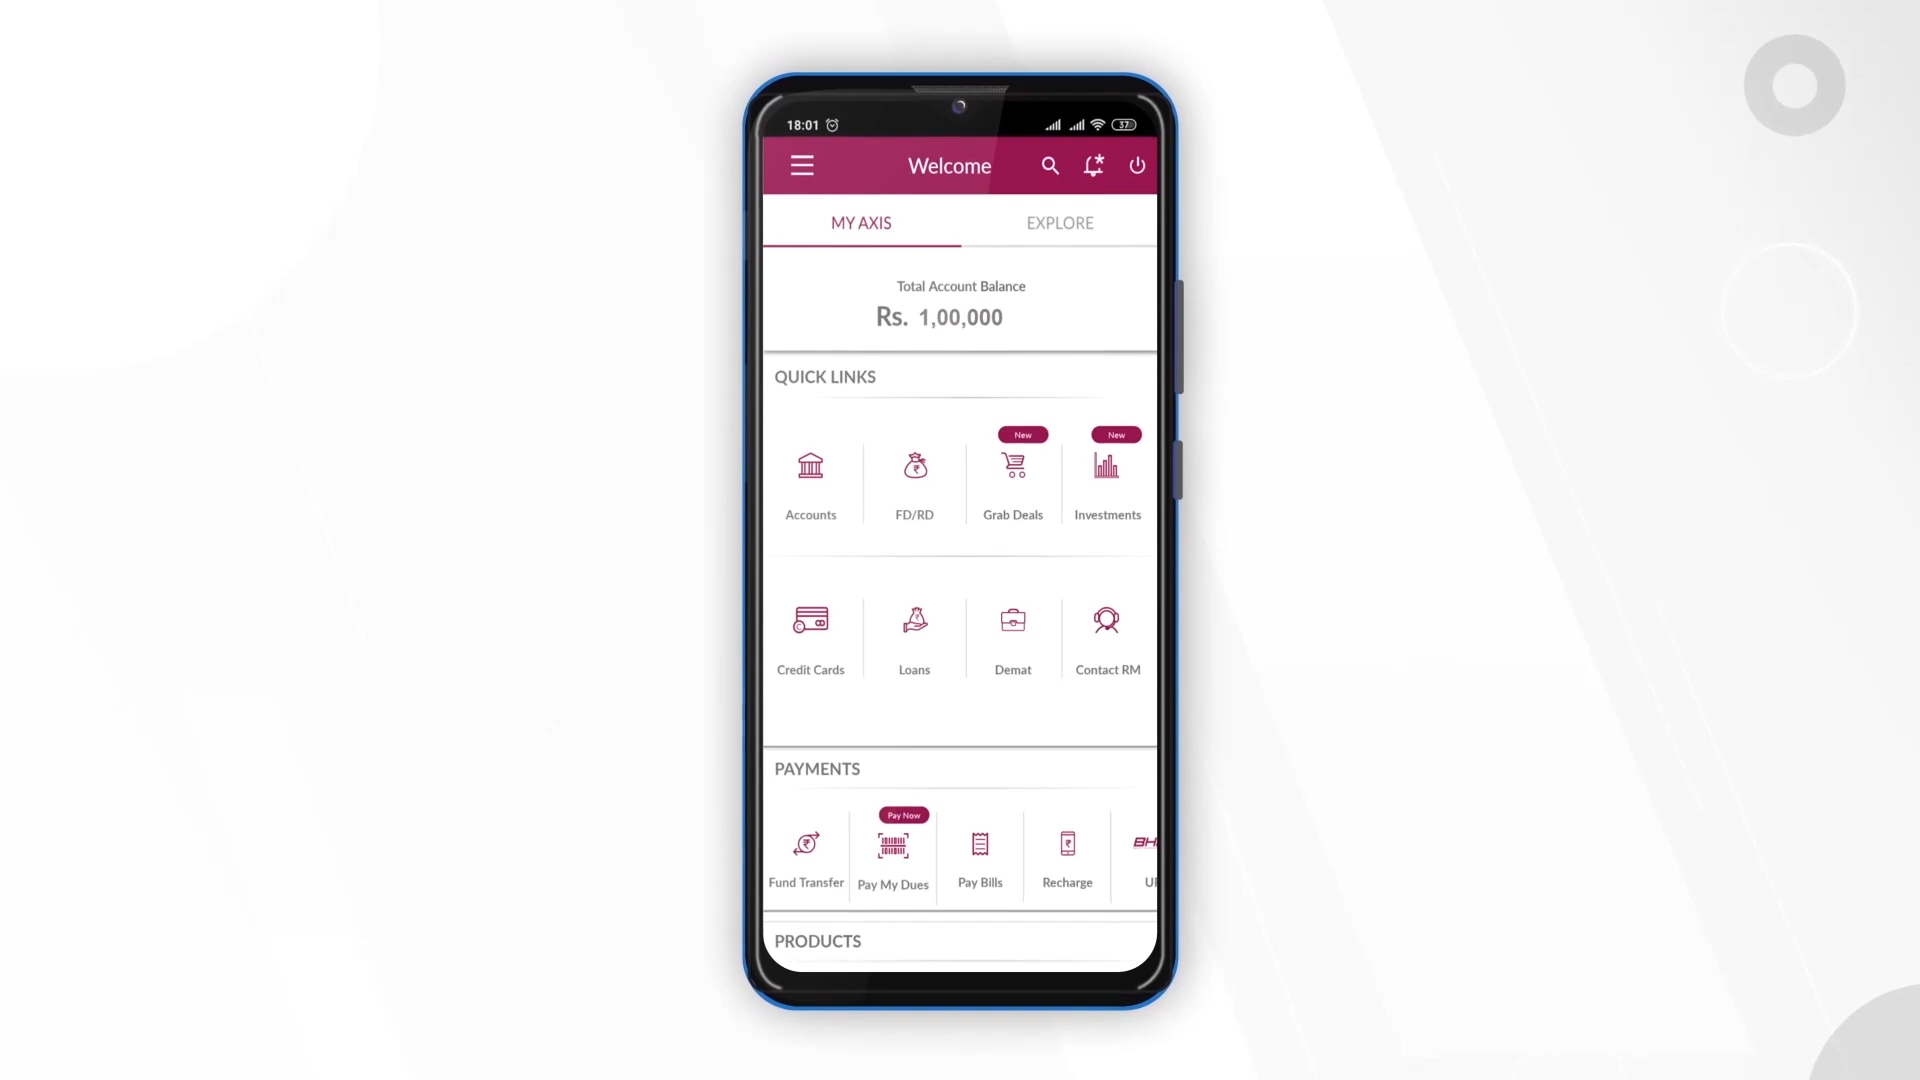 18:01
37
Welcome
MY AXIS EXPLORE
Total Account Balance
Rs. 1,00,000
QUICK LINKS
New New
Accounts FD/RD Grab Deals Investments
Credit Cards Loans Demat Contact RM
PAYMENTS
Pay Now
Fund Transfer Pay My Dues Pay Bills Recharge
PRODUCTS